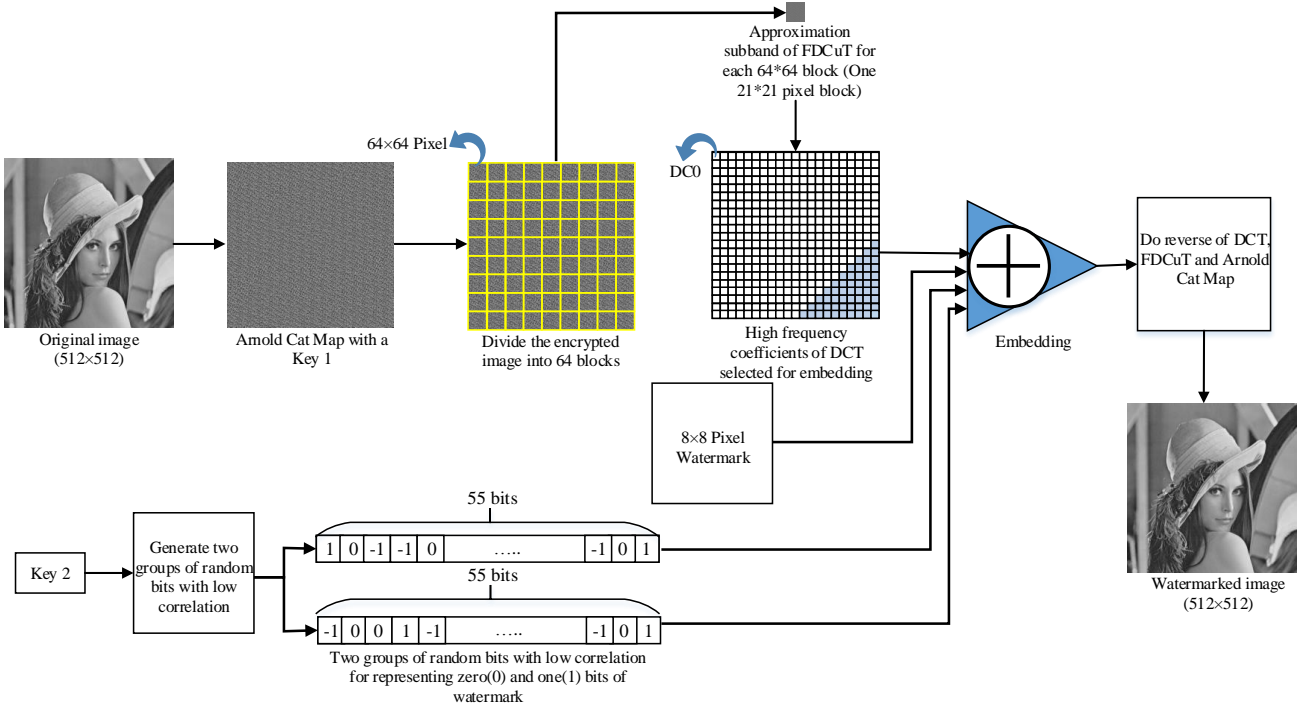 Approximation
subband of FDCuT for
each 64*64 block (One
21*21 pixel block)
64×64 Pixel
DC0
Original image
(512×512)
Arnold Cat Map with a
Key 1
Divide the encrypted
image into 64 blocks
High frequency
coefficients of DCT
selected for embedding
Embedding
Do reverse of DCT,
FDCuT and Arnold
Cat Map
8×8 Pixel
Watermark
Watermarked image
(512×512)
Key 2
Generate two
groups of random
bits with low
correlation
55 bits
1 0 -1 -1 0 ….. -1 0 1
55 bits
-1 0 0 1 -1 ….. -1 0 1
Two groups of random bits with low correlation
for representing zero(0) and one(1) bits of
watermark